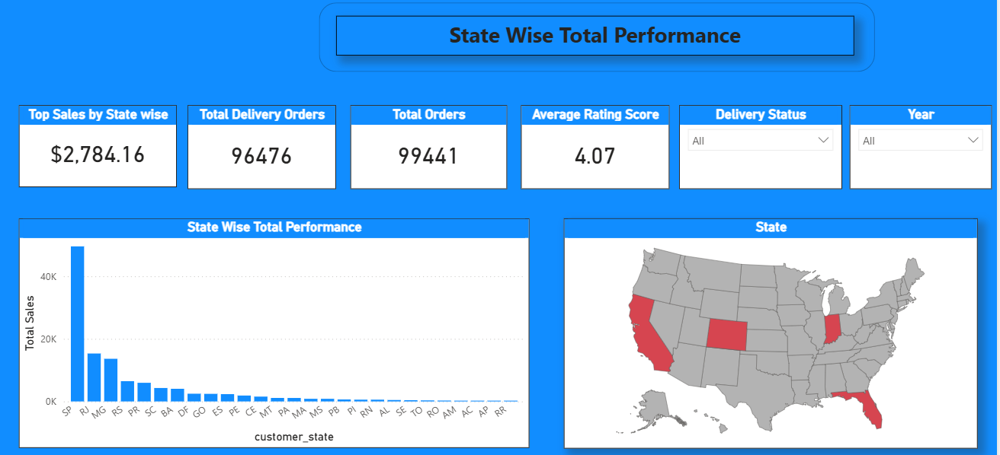 State Wise Total Performance
Top Sales by State wise
$2,784.16
Total Delivery Orders
96476
Total Orders
99441
Average Rating Score
4.07
Delivery Status
All
Year
All
State Wise Total Performance
Total Sales
40K
20K
0K
SP RJ MG RS PR SC BA DF GO ES PE CE MT PA MA MS PB PI RN AL SE TO RO AM AC AP RR
customer_state
State